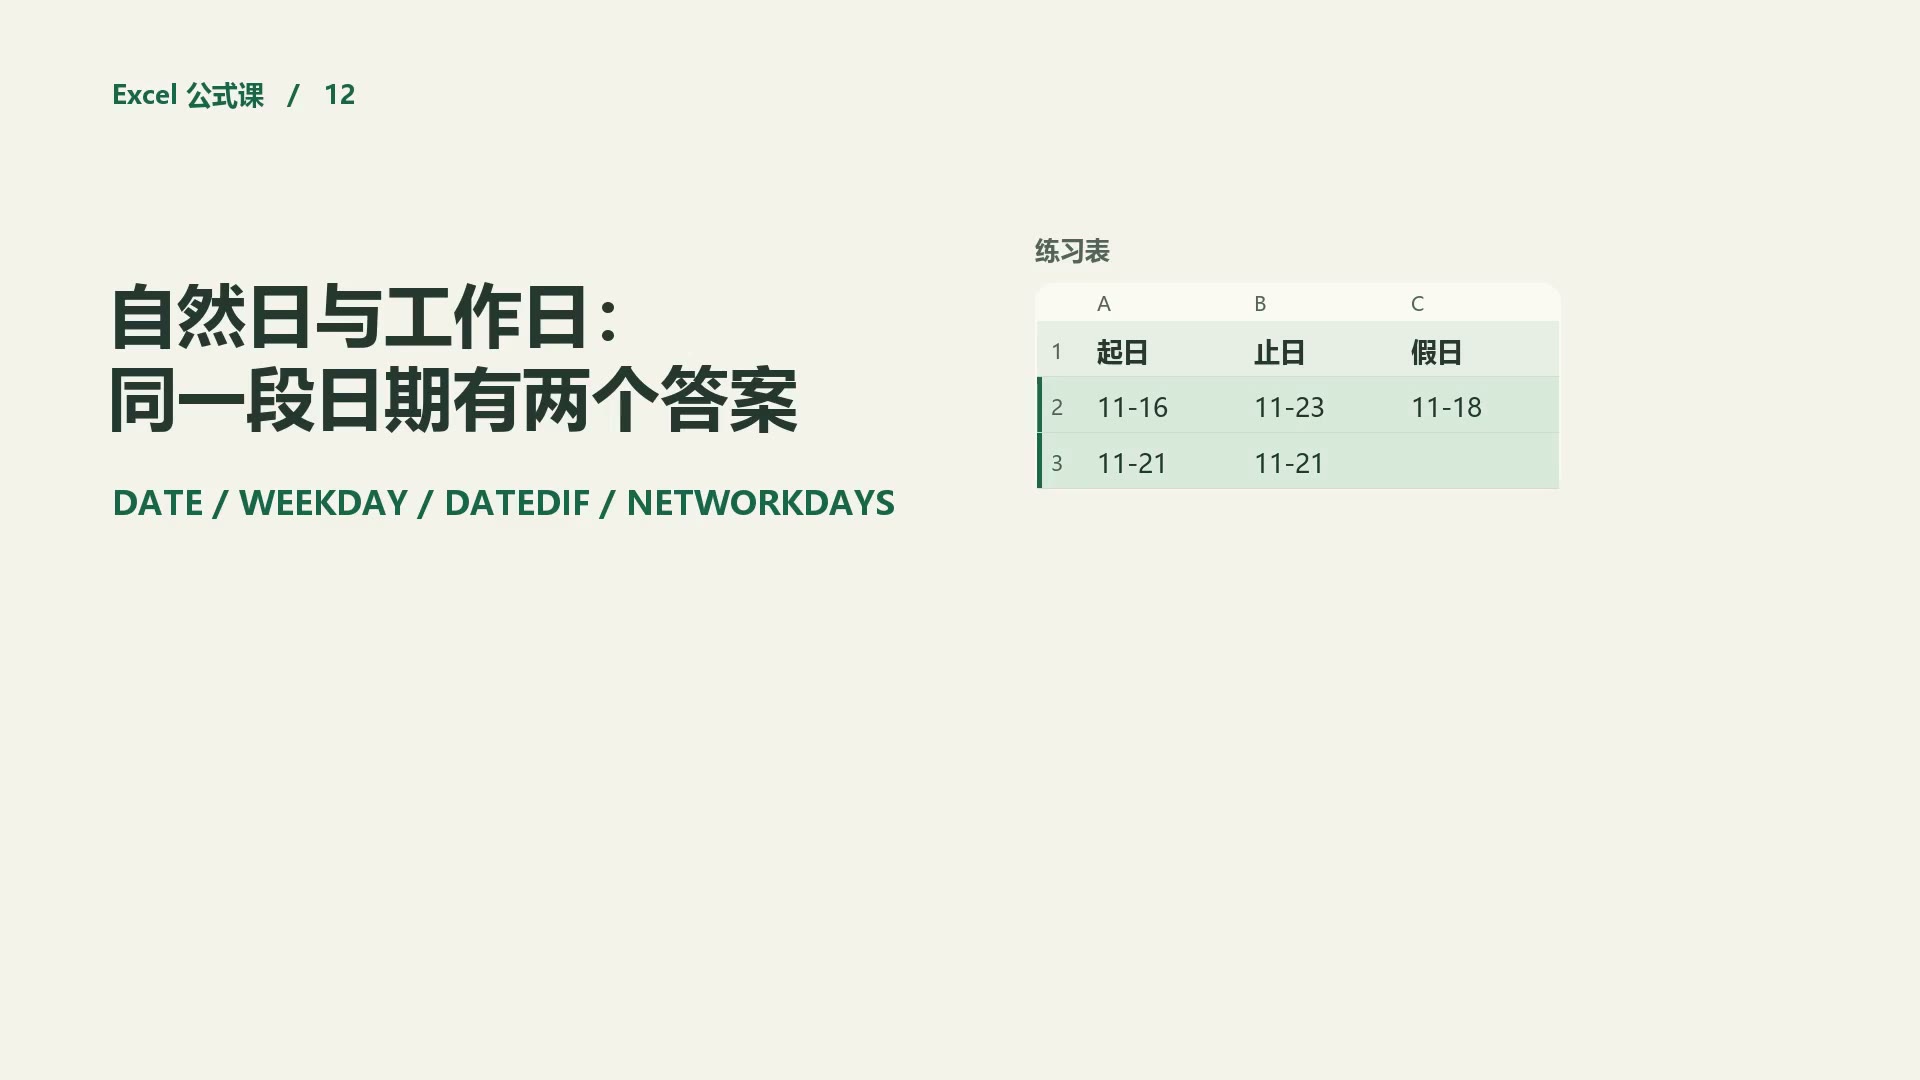 Excel 公式课 / 12
自然日与工作日：
同一段日期有两个答案
DATE / WEEKDAY / DATEDIF / NETWORKDAYS
练习表
A B C
1 起日 止日 假日
2 11-16 11-23 11-18
3 11-21 11-21